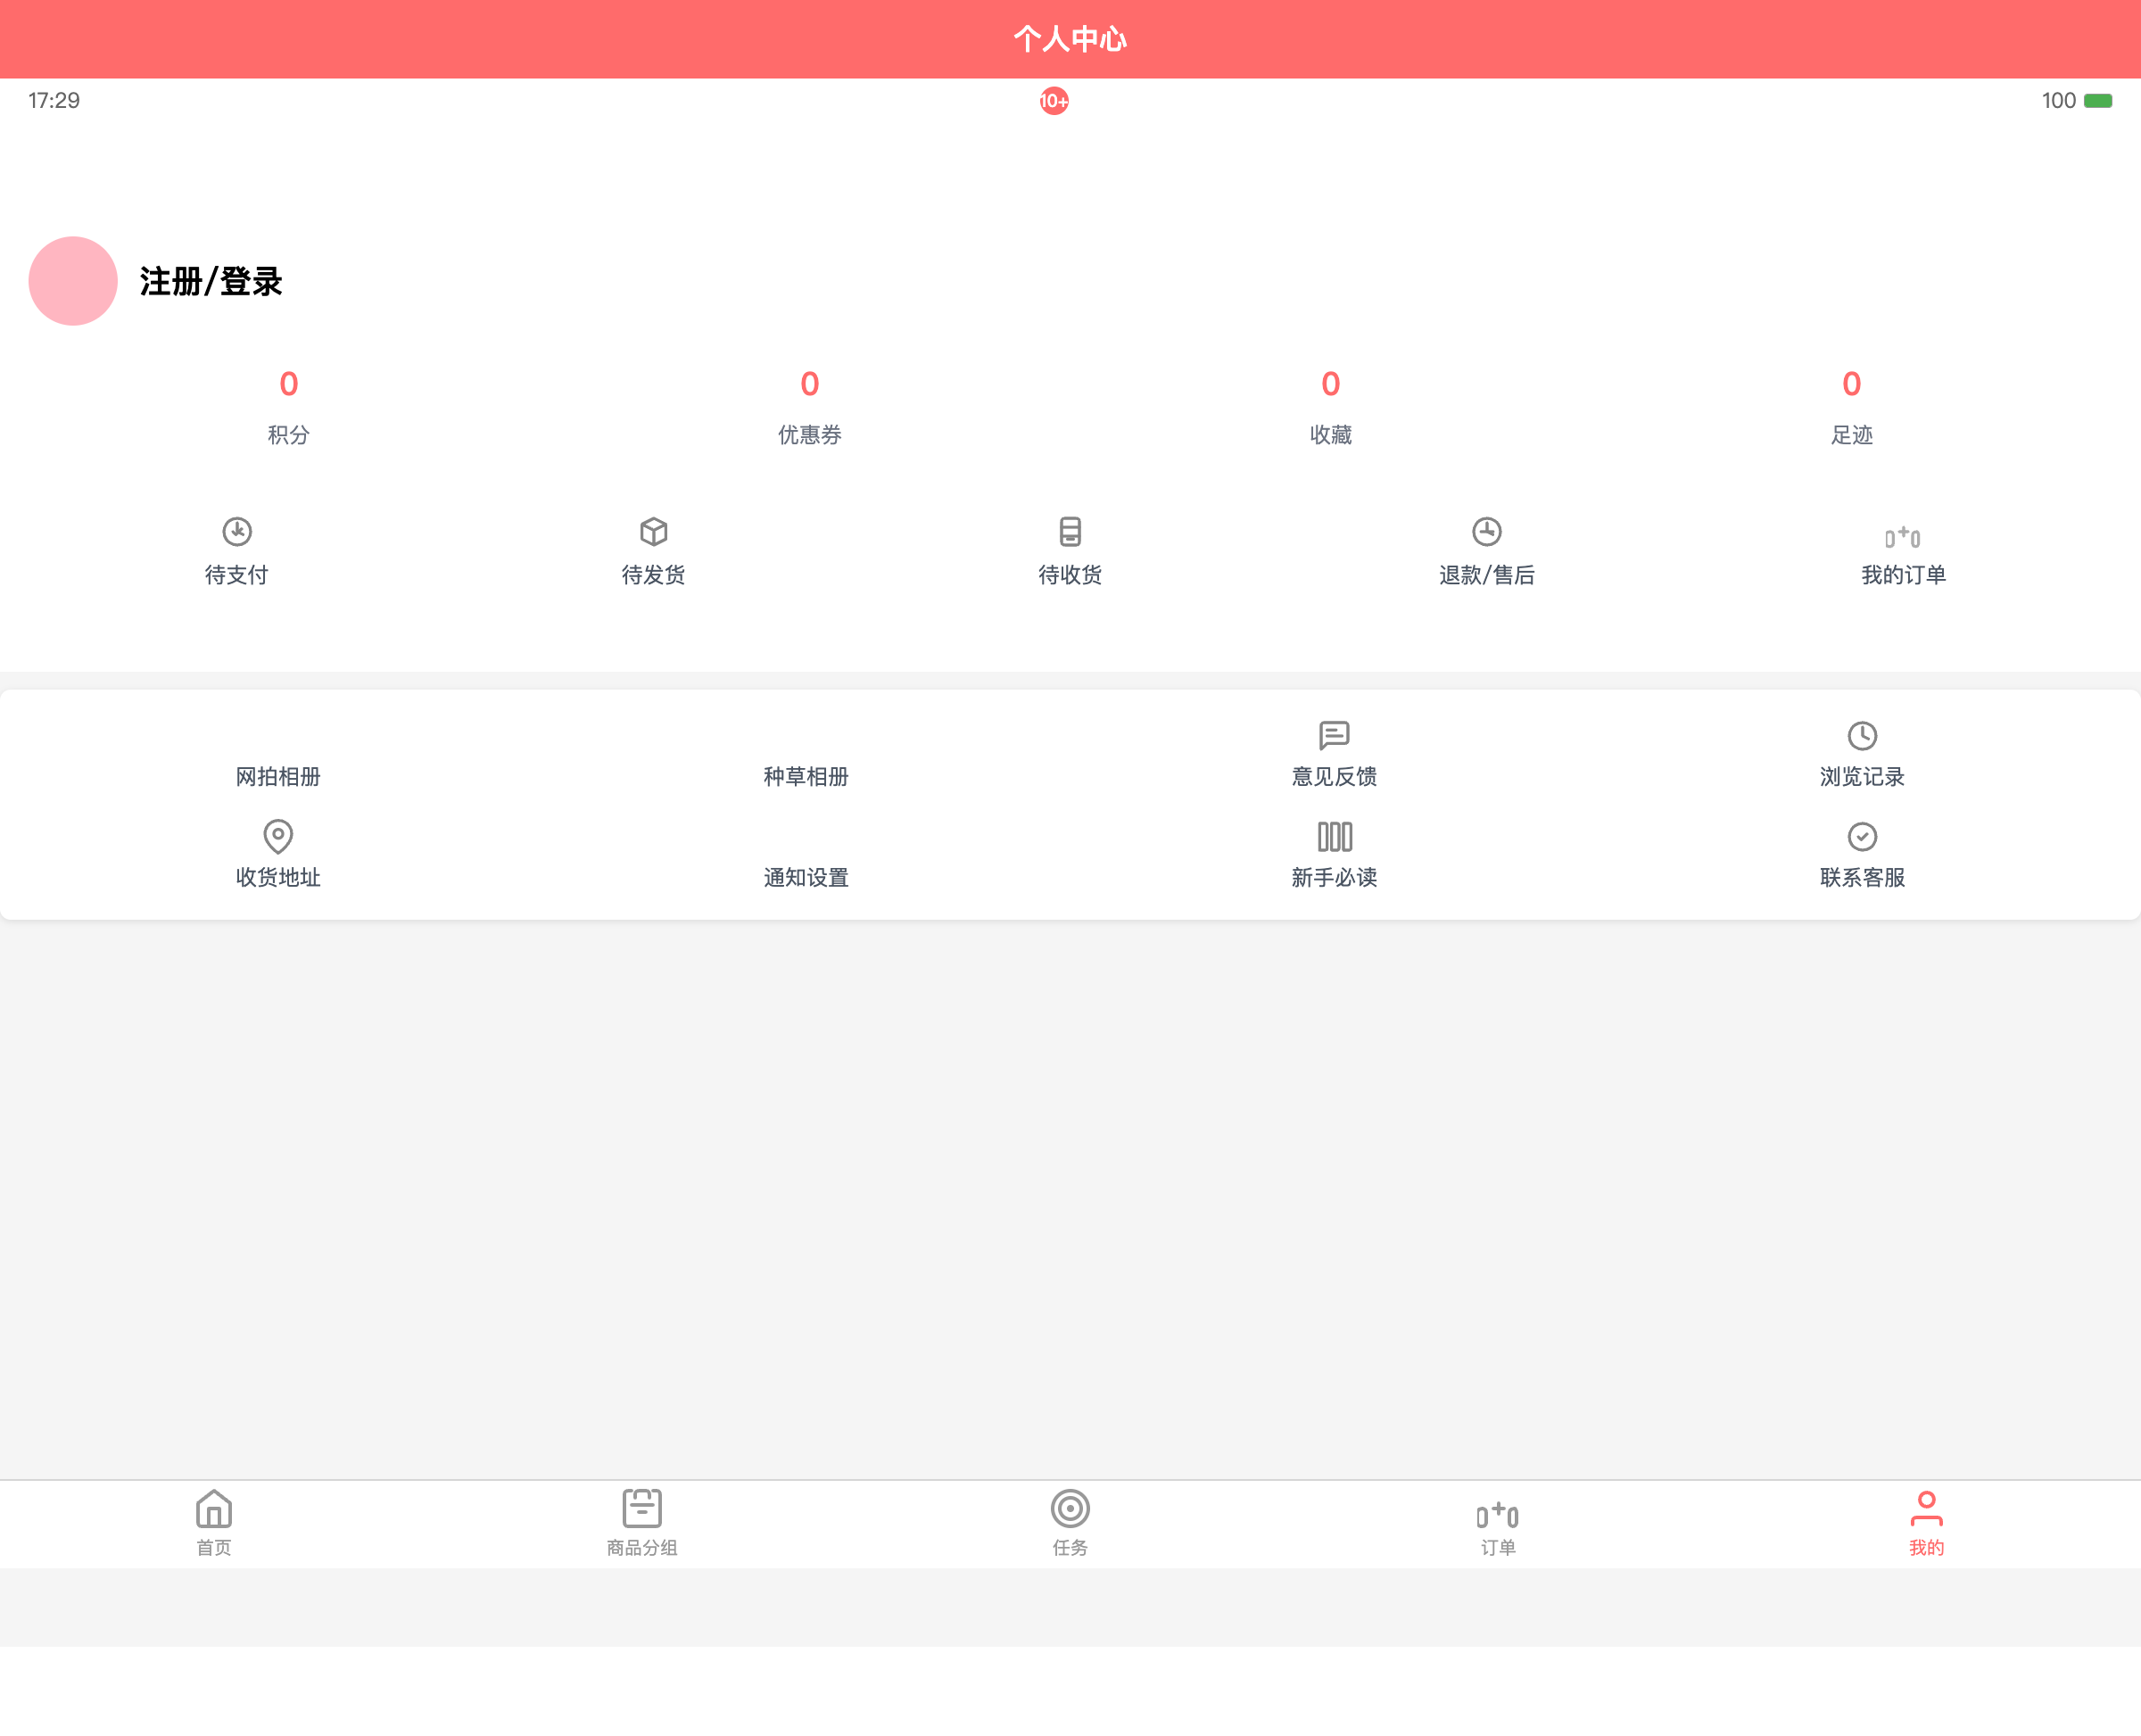 个人中心
17:29 10+ 100
注册/登录
0 0 0 0
积分 优惠券 收藏 足迹
待支付 待发货 待收货 退款/售后 我的订单
网拍相册 种草相册 意见反馈 浏览记录
收货地址 通知设置 新手必读 联系客服
首页 商品分组 任务 订单 我的